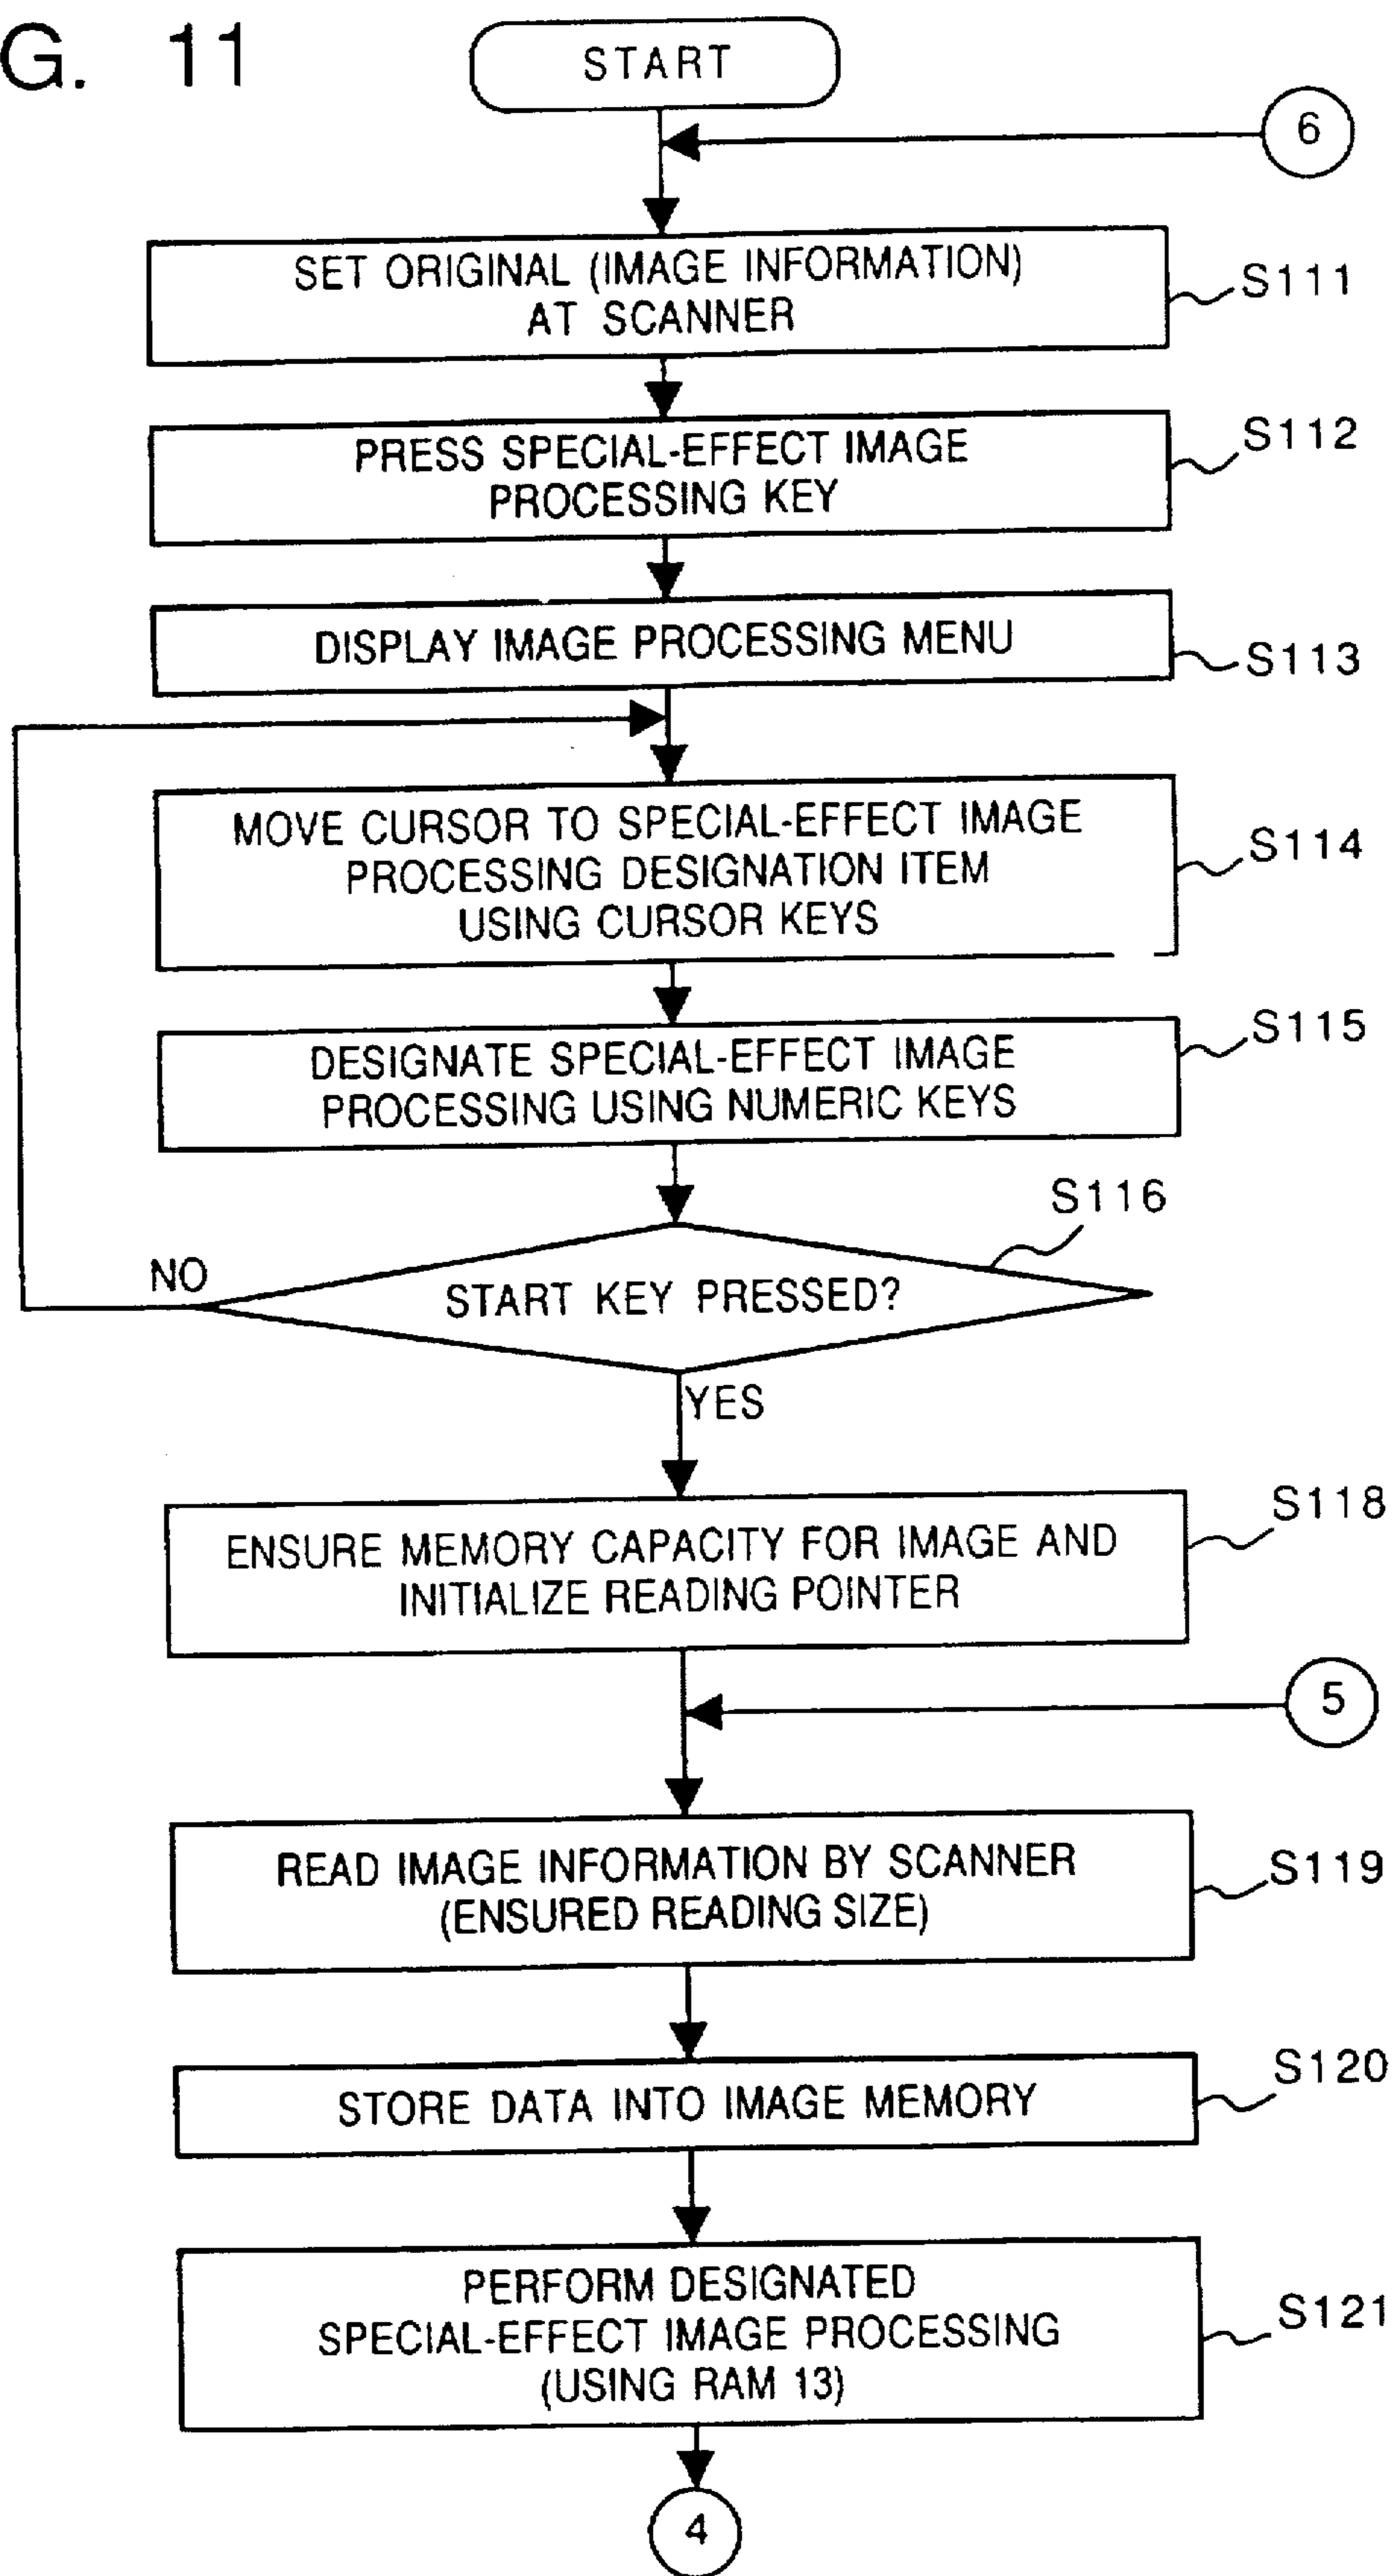 G. 11
START
6
SET ORIGINAL (IMAGE INFORMATION)
AT SCANNER
S111
PRESS SPECIAL-EFFECT IMAGE
PROCESSING KEY
S112
DISPLAY IMAGE PROCESSING MENU
S113
MOVE CURSOR TO SPECIAL-EFFECT IMAGE
PROCESSING DESIGNATION ITEM
USING CURSOR KEYS
S114
DESIGNATE SPECIAL-EFFECT IMAGE
PROCESSING USING NUMERIC KEYS
S115
S116
NO
START KEY PRESSED?
YES
ENSURE MEMORY CAPACITY FOR IMAGE AND
INITIALIZE READING POINTER
S118
5
READ IMAGE INFORMATION BY SCANNER
(ENSURED READING SIZE)
S119
STORE DATA INTO IMAGE MEMORY
S120
PERFORM DESIGNATED
SPECIAL-EFFECT IMAGE PROCESSING
(USING RAM 13)
S121
4